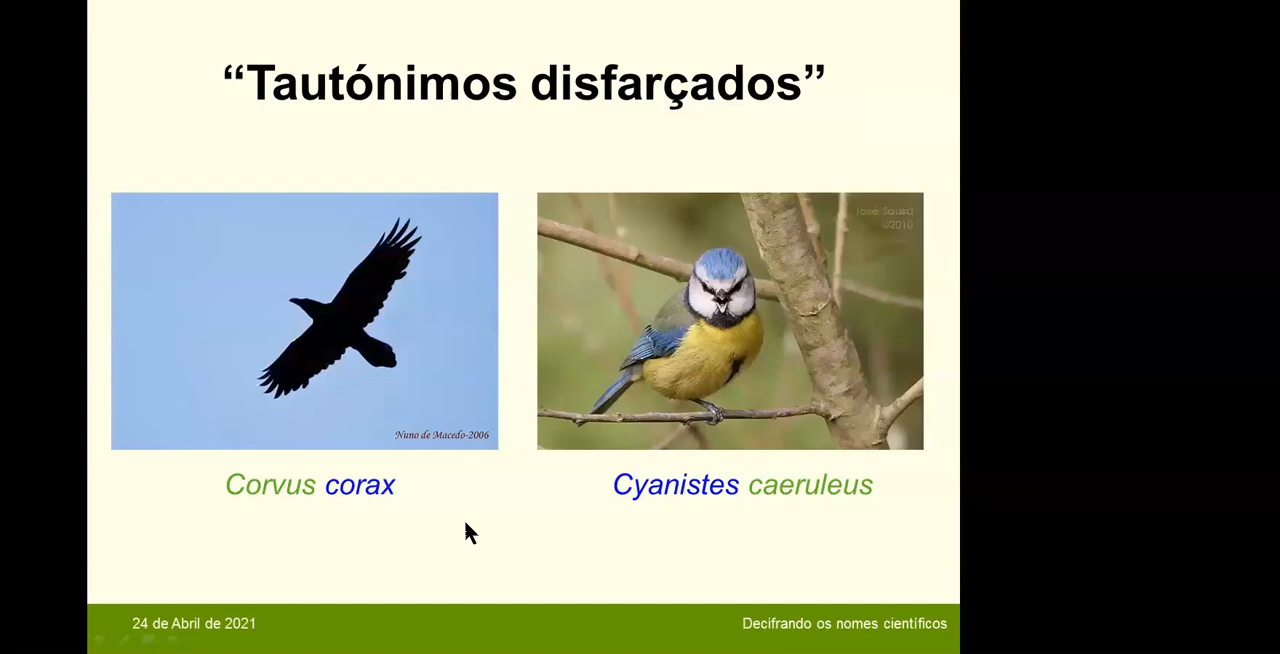 “Tautónimos disfarçados”
José Sousa
©2010
Nuno de Macedo-2006
Corvus corax
Cyanistes caeruleus
24 de Abril de 2021
Decifrando os nomes científicos